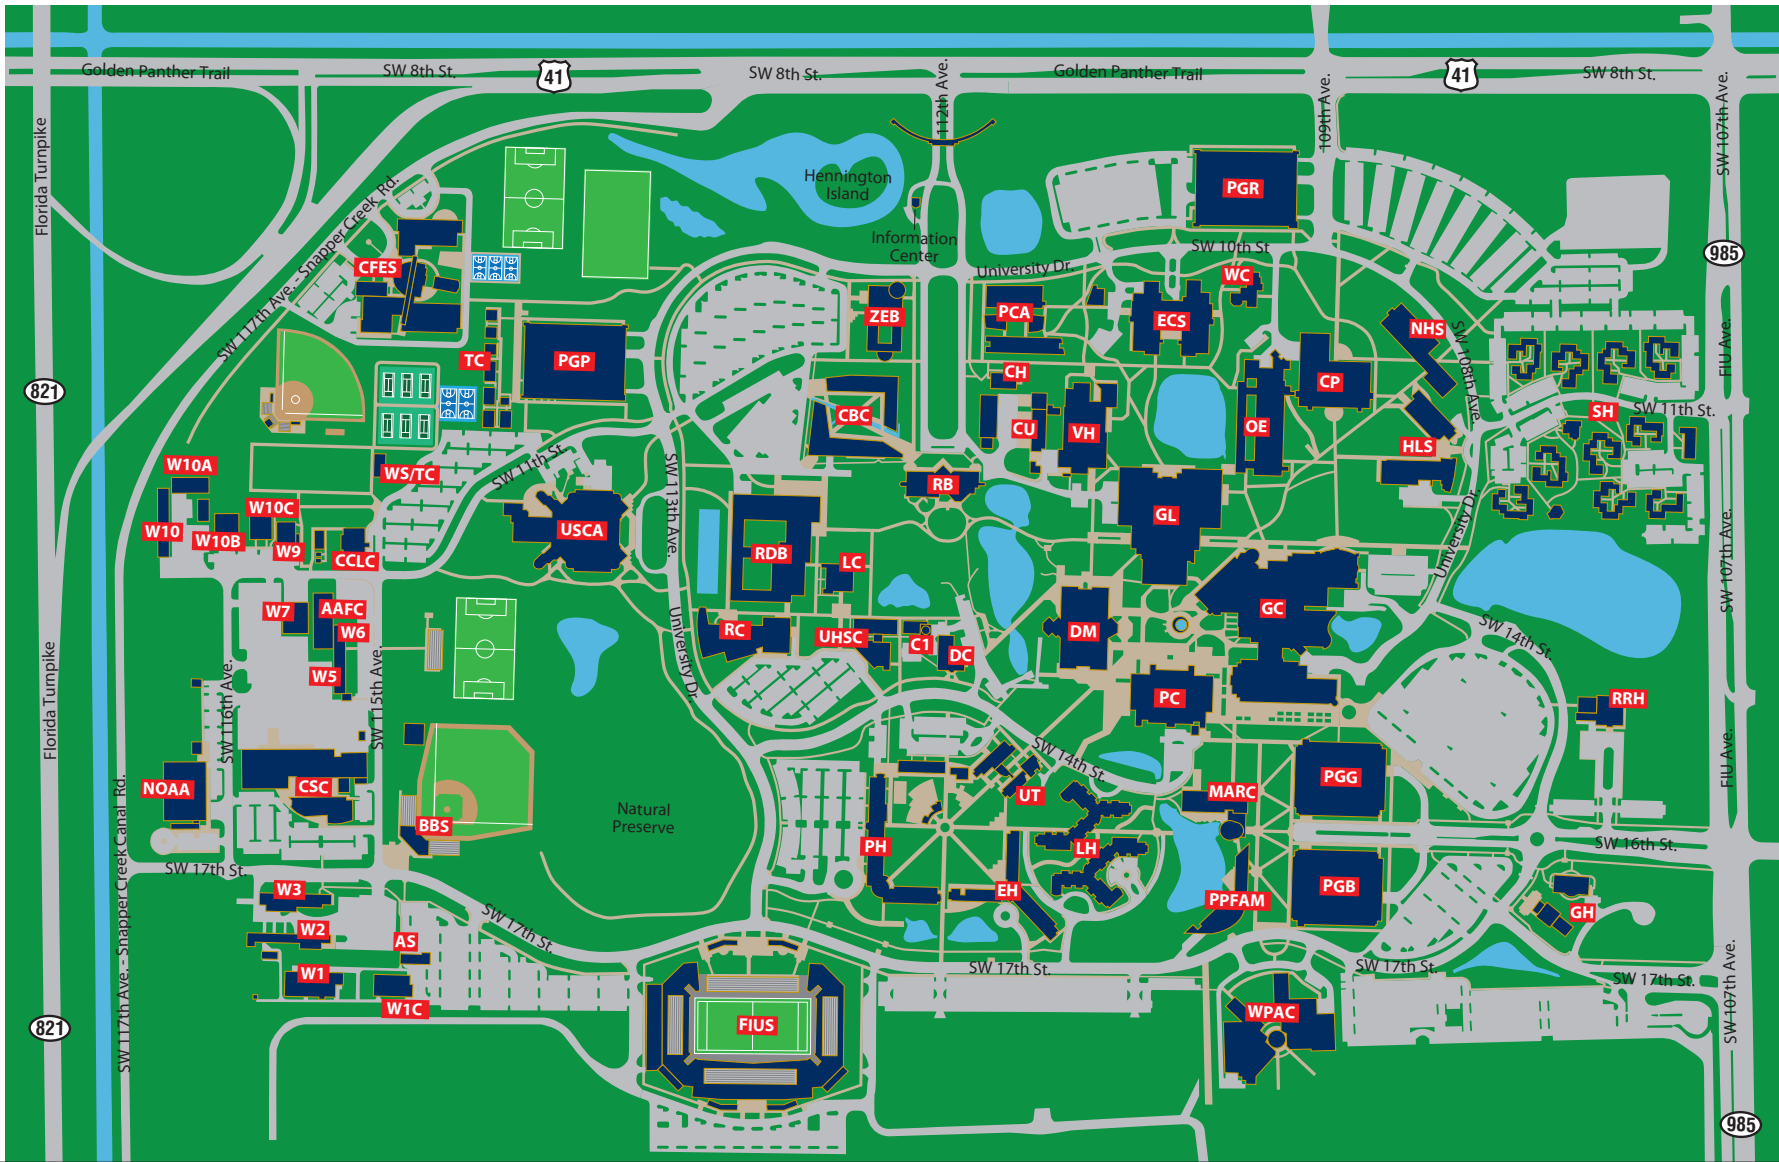 Golden Panther Trail
SW 8th St.
41
SW 8th St.
112th Ave.
Golden Panther Trail
109th Ave.
41
SW 8th St.
SW 107th Ave.
Florida Turnpike
Hennington
Island
PGR
SW 117th Ave. - Snapper Creek Rd.
Information
Center
SW 10th St
985
CFES
University Dr.
WC
ZEB
PCA
ECS
NHS
TC
PGP
CH
CP
SW 108th Ave
FIU Ave.
821
CBC
CU
VH
OE
SH
SW 11th St.
HLS
W10A
WS/TC
SW 11th St.
SW 113th Ave.
RB
W10C
W10
W10B
USCA
GL
W9
CCLC
RDB
LC
University Dr.
SW 107th Ave.
W7
AAFC
W6
University Dr.
RC
UHSC
C1
DC
DM
GC
SW 14th St.
W5
Florida Turnpike
SW 116th Ave.
SW 115th Ave.
PC
RRH
NOAA
CSC
SW 14th St.
UT
MARC
PGG
FIU Ave.
BBS
Natural
Preserve
PH
LH
SW 16th St.
SW 17th St.
W3
EH
PPFAM
PGB
GH
SW 117th Ave. - Snapper Creek Canal Rd.
W2
AS
SW 17th St.
W1
W1C
SW 17th St.
SW 17th St.
SW 17th St.
SW 107th Ave.
821
FIUS
WPAC
985